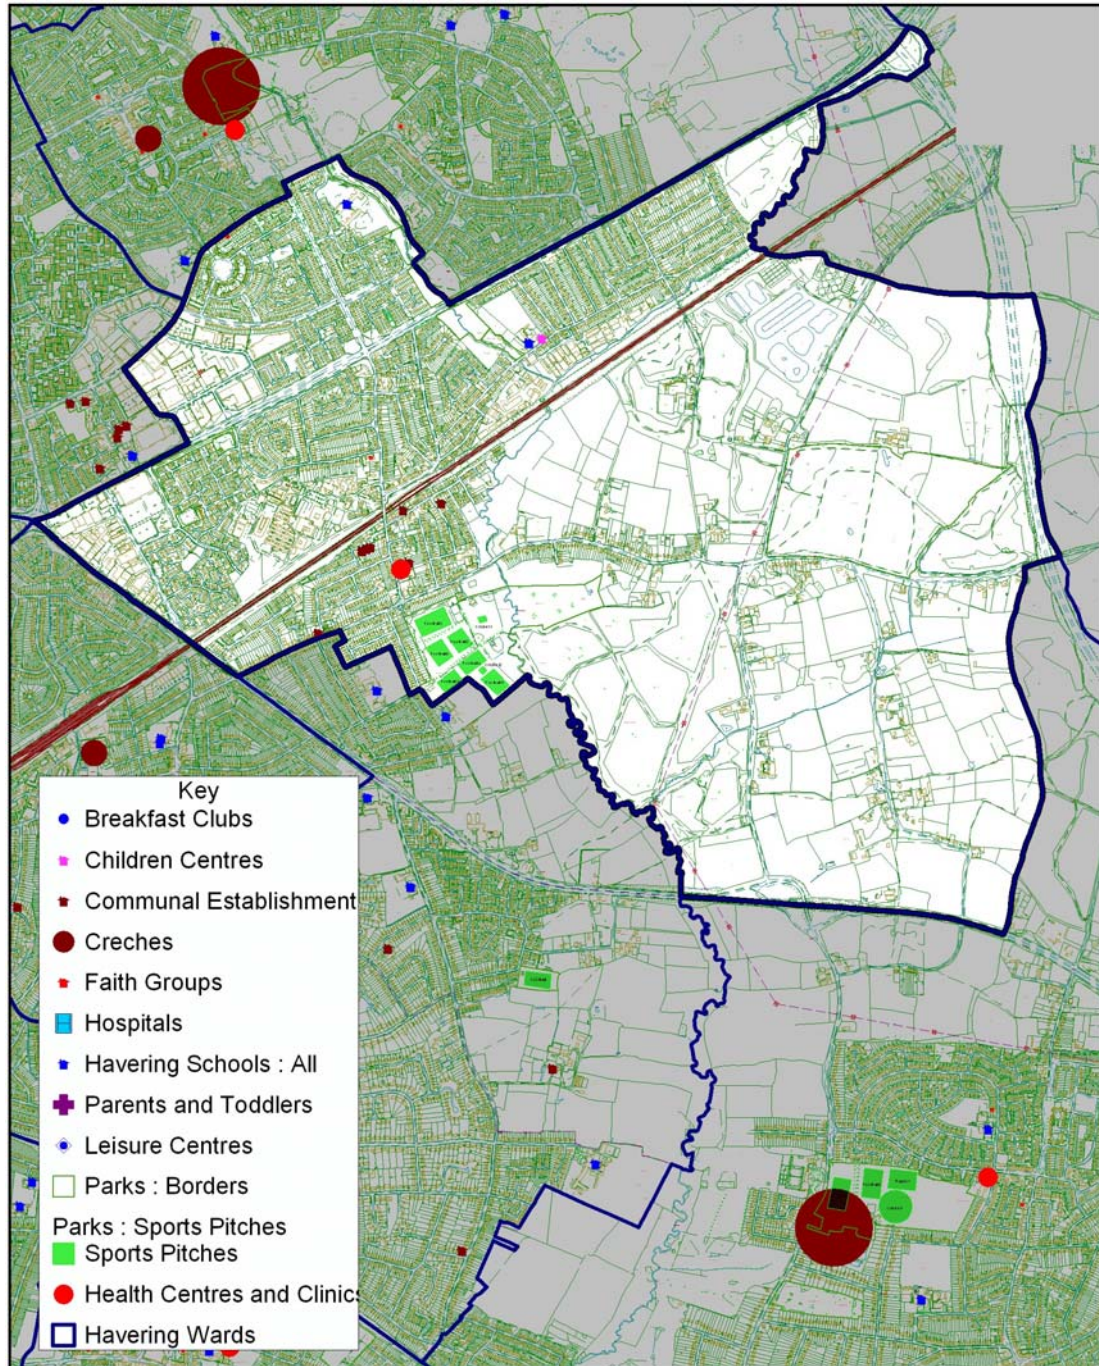 Key
Breakfast Clubs
Children Centres
Communal Establishment
Creches
Faith Groups
Hospitals
Havering Schools : All
Parents and Toddlers
Leisure Centres
Parks : Borders
Parks : Sports Pitches
Sports Pitches
Health Centres and Clinics
Havering Wards